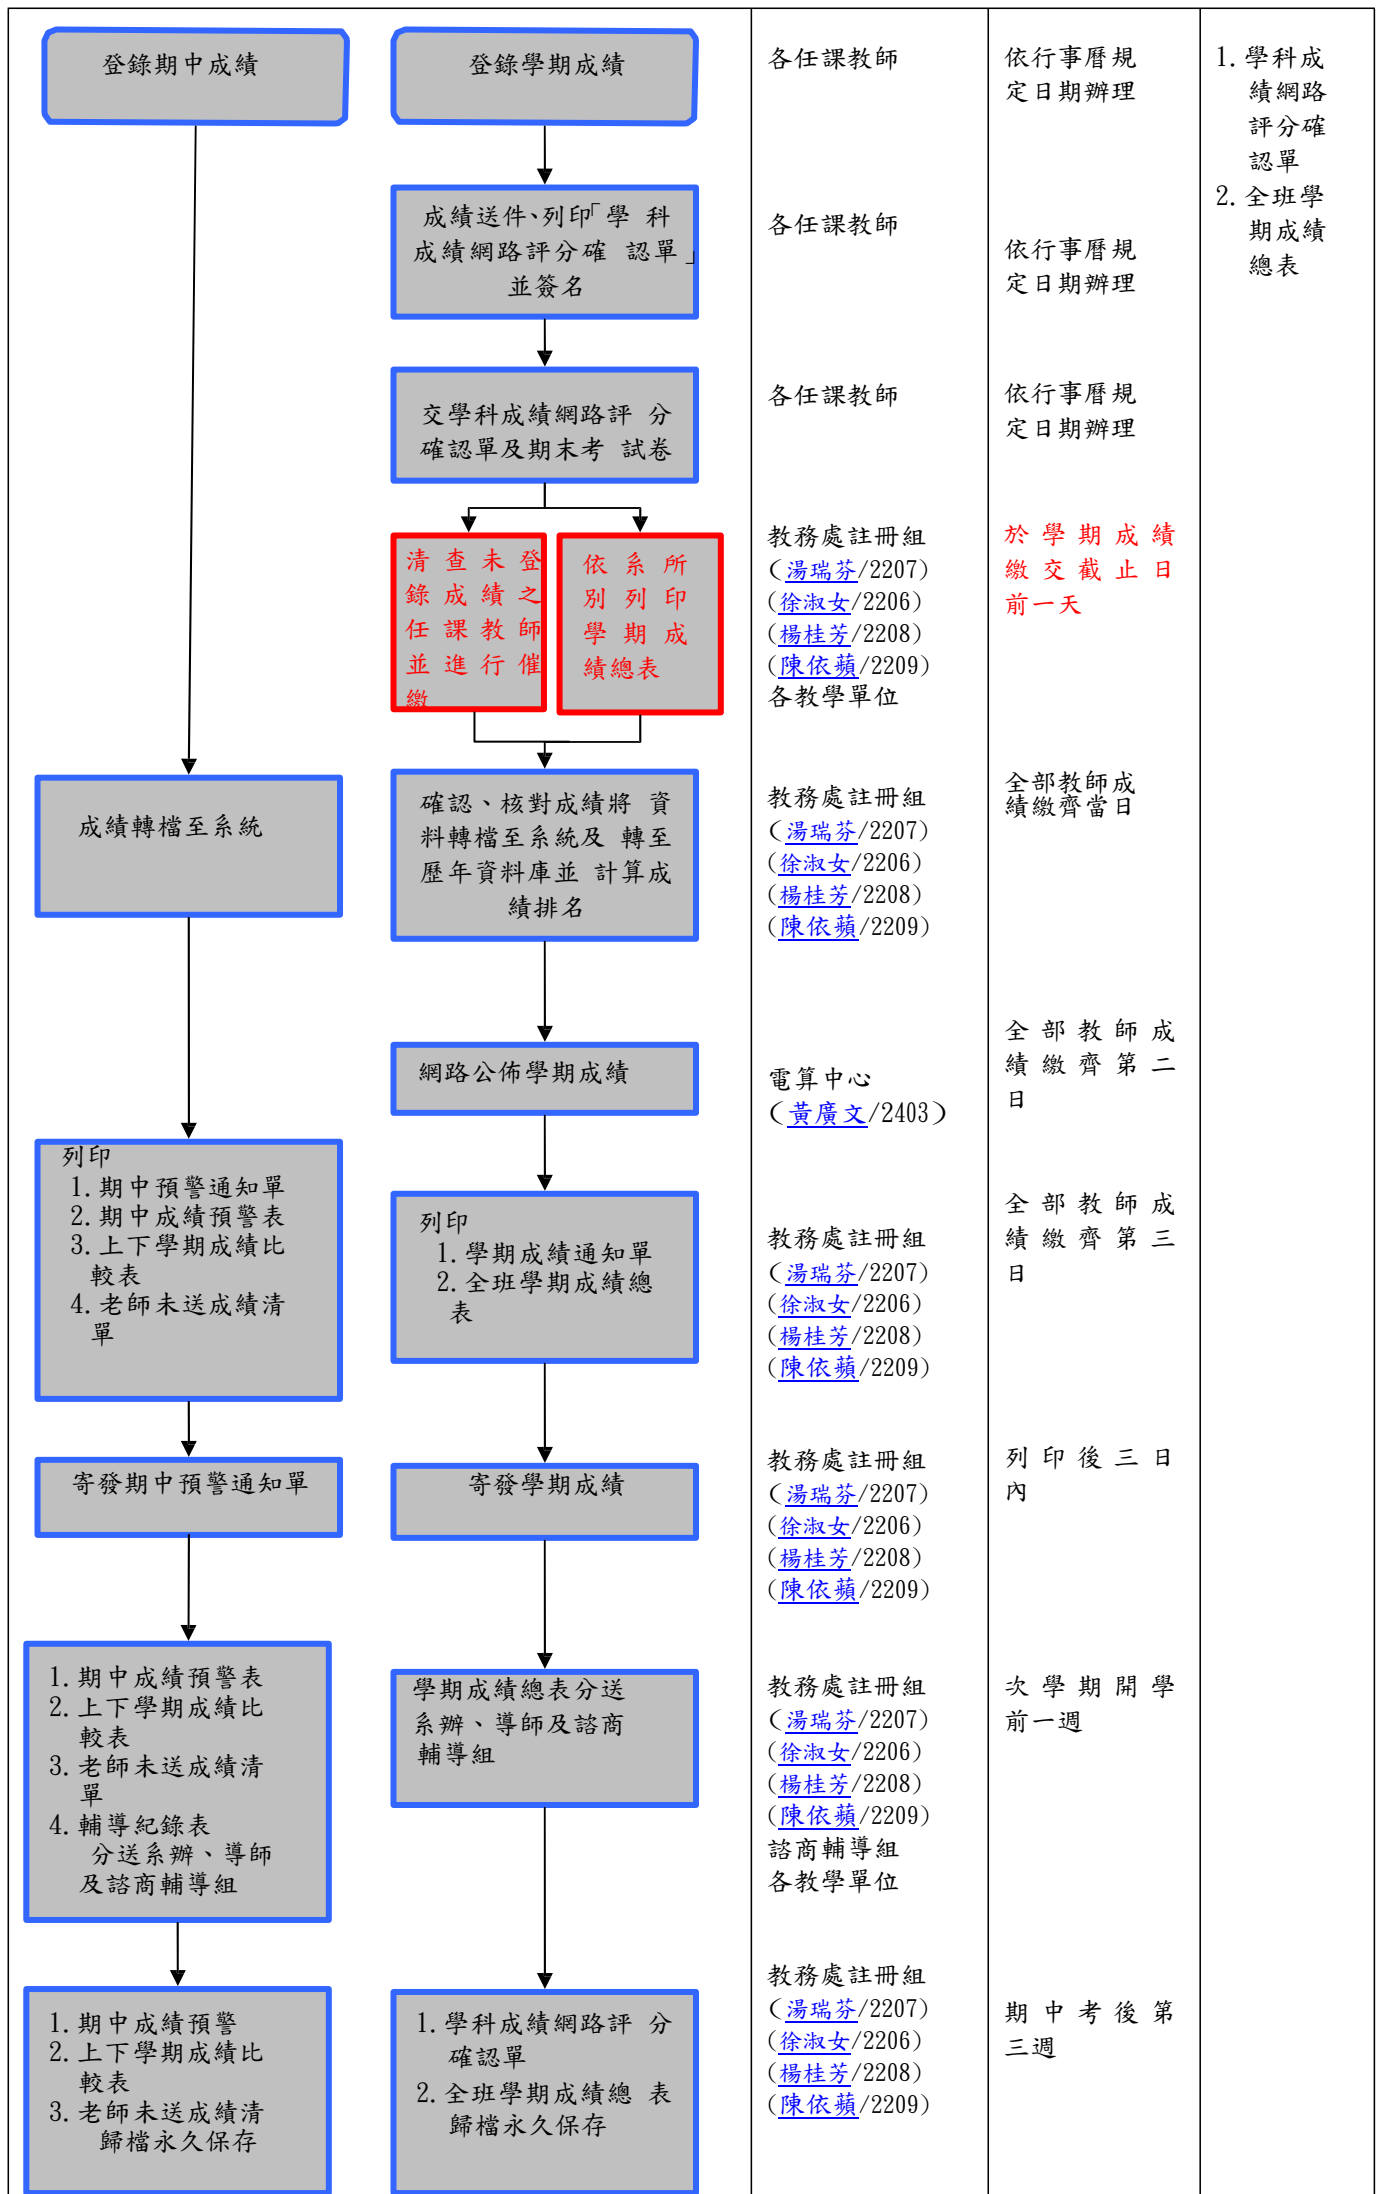 登錄期中成績
登錄學期成績
各任課教師
依行事曆規
定日期辦理
1.學科成
績網路
評分確
認單
2.全班學
期成績
總表
成績送件、列印「學 科
成績網路評分確 認單」
並簽名
各任課教師
依行事曆規
定日期辦理
交學科成績網路評 分
確認單及期末考 試卷
各任課教師
依行事曆規
定日期辦理
清查未登
錄成績之
任課教師
並進行催
繳
依系所
別列印
學期成
績總表
教務處註冊組
(湯瑞芬/2207)
(徐淑女/2206)
(楊桂芳/2208)
(陳依蘋/2209)
各教學單位
於學期成績
繳交截止日
前一天
成績轉檔至系統
確認、核對成績將 資
料轉檔至系統及 轉至
歷年資料庫並 計算成
績排名
教務處註冊組
(湯瑞芬/2207)
(徐淑女/2206)
(楊桂芳/2208)
(陳依蘋/2209)
全部教師成
績繳齊當日
網路公佈學期成績
電算中心
(黃廣文/2403)
全部教師成
績繳齊第二
日
列印
1.期中預警通知單
2.期中成績預警表
3.上下學期成績比
較表
4.老師未送成績清
單
列印
1.學期成績通知單
2.全班學期成績總
表
教務處註冊組
(湯瑞芬/2207)
(徐淑女/2206)
(楊桂芳/2208)
(陳依蘋/2209)
全部教師成
績繳齊第三
日
寄發期中預警通知單
寄發學期成績
教務處註冊組
(湯瑞芬/2207)
(徐淑女/2206)
(楊桂芳/2208)
(陳依蘋/2209)
列印後三日
內
1.期中成績預警表
2.上下學期成績比
較表
3.老師未送成績清
單
4.輔導紀錄表
分送系辦、導師
及諮商輔導組
學期成績總表分送
系辦、導師及諮商
輔導組
教務處註冊組
(湯瑞芬/2207)
(徐淑女/2206)
(楊桂芳/2208)
(陳依蘋/2209)
諮商輔導組
各教學單位
次學期開學
前一週
1.期中成績預警
2.上下學期成績比
較表
3.老師未送成績清
歸檔永久保存
1.學科成績網路評 分
確認單
2.全班學期成績總 表
歸檔永久保存
教務處註冊組
(湯瑞芬/2207)
(徐淑女/2206)
(楊桂芳/2208)
(陳依蘋/2209)
期中考後第
三週